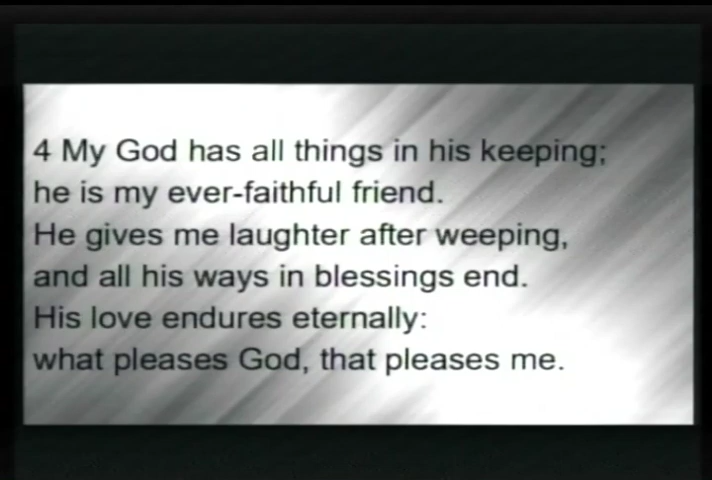 4 My God has all things in his keeping;
he is my ever-faithful friend.
He gives me laughter after weeping,
and all his ways in blessings end.
His love endures eternally:
what pleases God, that pleases me.